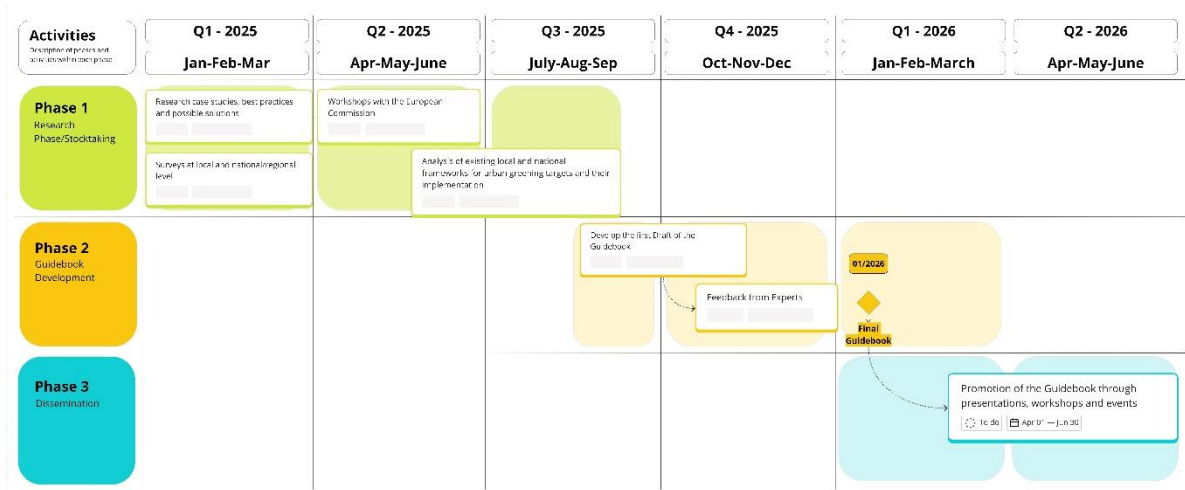 Activities
Description of phases and
activities within each phase
Q1 - 2025
Q2 - 2025
Q3 - 2025
Q4 - 2025
Q1 - 2026
Q2 - 2026
Jan-Feb-Mar
Apr-May-June
July-Aug-Sep
Oct-Nov-Dec
Jan-Feb-March
Apr-May-June
Phase 1
Research
Phase/Stocktaking
Research case studies, best practices
and possible solutions
Surveys at local and national/regional
level
Workshops with the European
Commission
Analysis of existing local and national
frameworks for urban greening targets and their
implementation
Phase 2
Guidebook
Development
Develop the first Draft of the
Guidebook
Feedback from Experts
01/2026
Final
Guidebook
Phase 3
Dissemination
Promotion of the Guidebook through
presentations, workshops and events
To do
Apr 01 — Jun 30